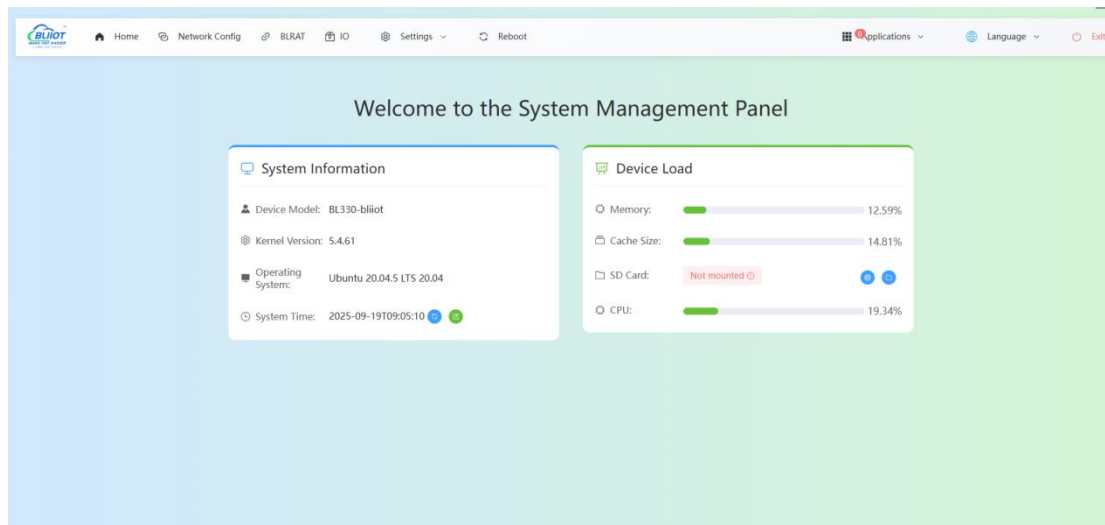 BLIIOT
Home
Network Config
BLRAT
IO
Settings
Reboot
0
Applications
Language
Exit
Welcome to the System Management Panel
System Information
Device Model: BL330-bliiot
Kernel Version: 5.4.61
Operating System: Ubuntu 20.04.5 LTS 20.04
System Time: 2025-09-19T09:05:10
Device Load
Memory: 12.59%
Cache Size: 14.81%
SD Card: Not mounted
CPU: 19.34%